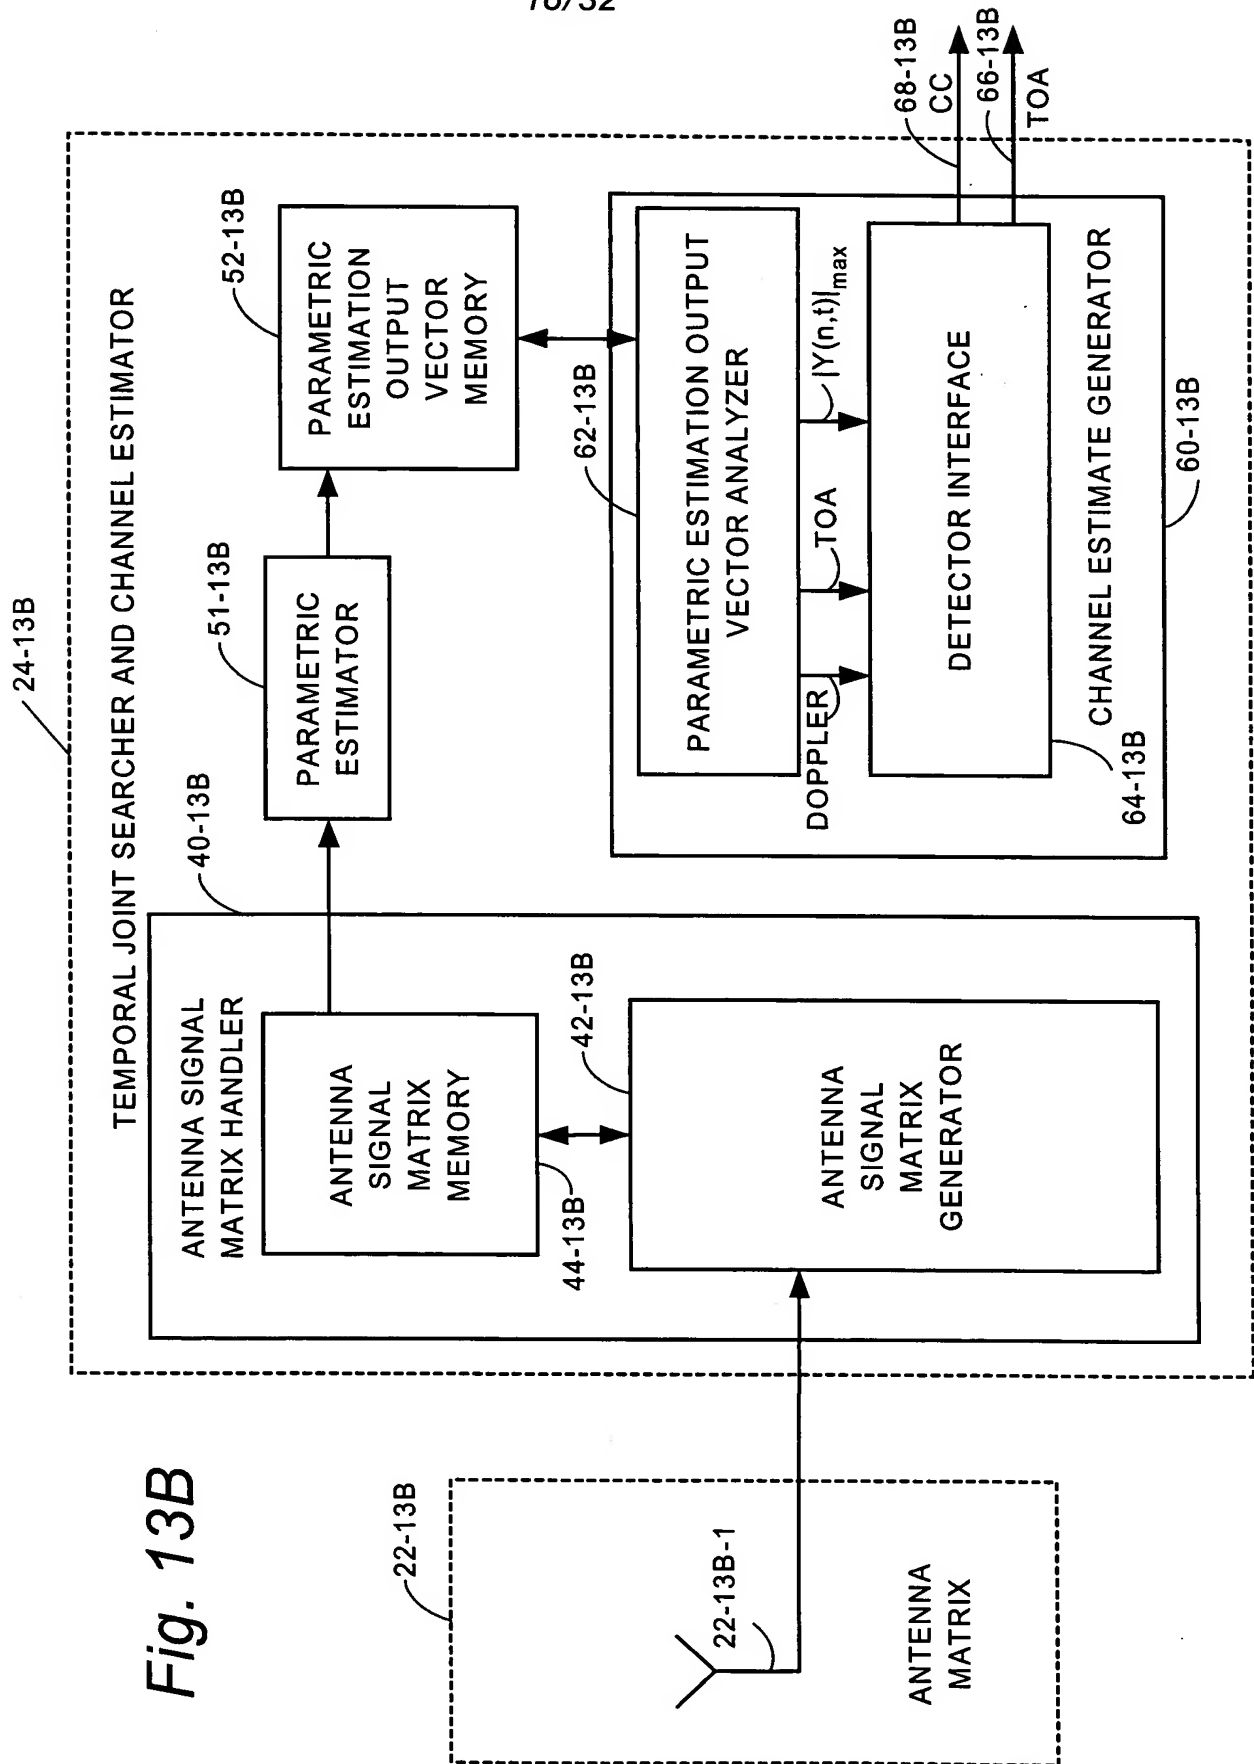 16/32
Fig. 13B
24-13B
TEMPORAL JOINT SEARCHER AND CHANNEL ESTIMATOR
22-13B
22-13B-1
ANTENNA
MATRIX
40-13B
ANTENNA SIGNAL
MATRIX HANDLER
ANTENNA
SIGNAL
MATRIX
MEMORY
44-13B
42-13B
ANTENNA
SIGNAL
MATRIX
GENERATOR
51-13B
PARAMETRIC
ESTIMATOR
52-13B
PARAMETRIC
ESTIMATION
OUTPUT
VECTOR
MEMORY
62-13B
PARAMETRIC ESTIMATION OUTPUT
VECTOR ANALYZER
DOPPLER
TOA
|Y(n,t)|max
DETECTOR INTERFACE
64-13B
CHANNEL ESTIMATE GENERATOR
60-13B
68-13B
CC
66-13B
TOA